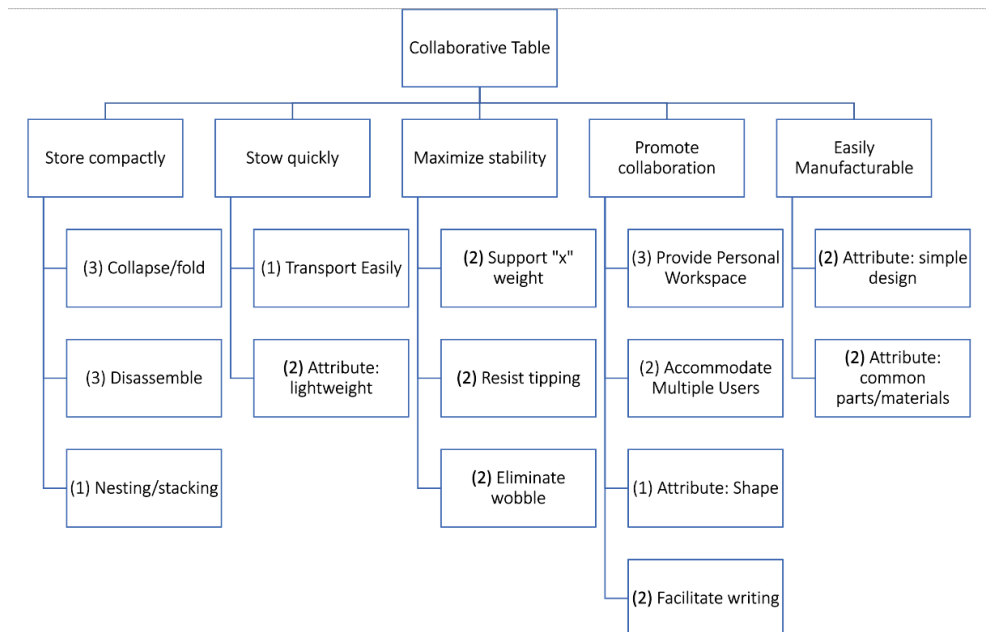 Collaborative Table
Store compactly
Stow quickly
Maximize stability
Promote
collaboration
Easily
Manufacturable
(3) Collapse/fold
(3) Disassemble
(1) Nesting/stacking
(1) Transport Easily
(2) Attribute:
lightweight
(2) Support "x"
weight
(2) Resist tipping
(2) Eliminate
wobble
(3) Provide Personal
Workspace
(2) Accommodate
Multiple Users
(1) Attribute: Shape
(2) Facilitate writing
(2) Attribute: simple
design
(2) Attribute:
common
parts/materials